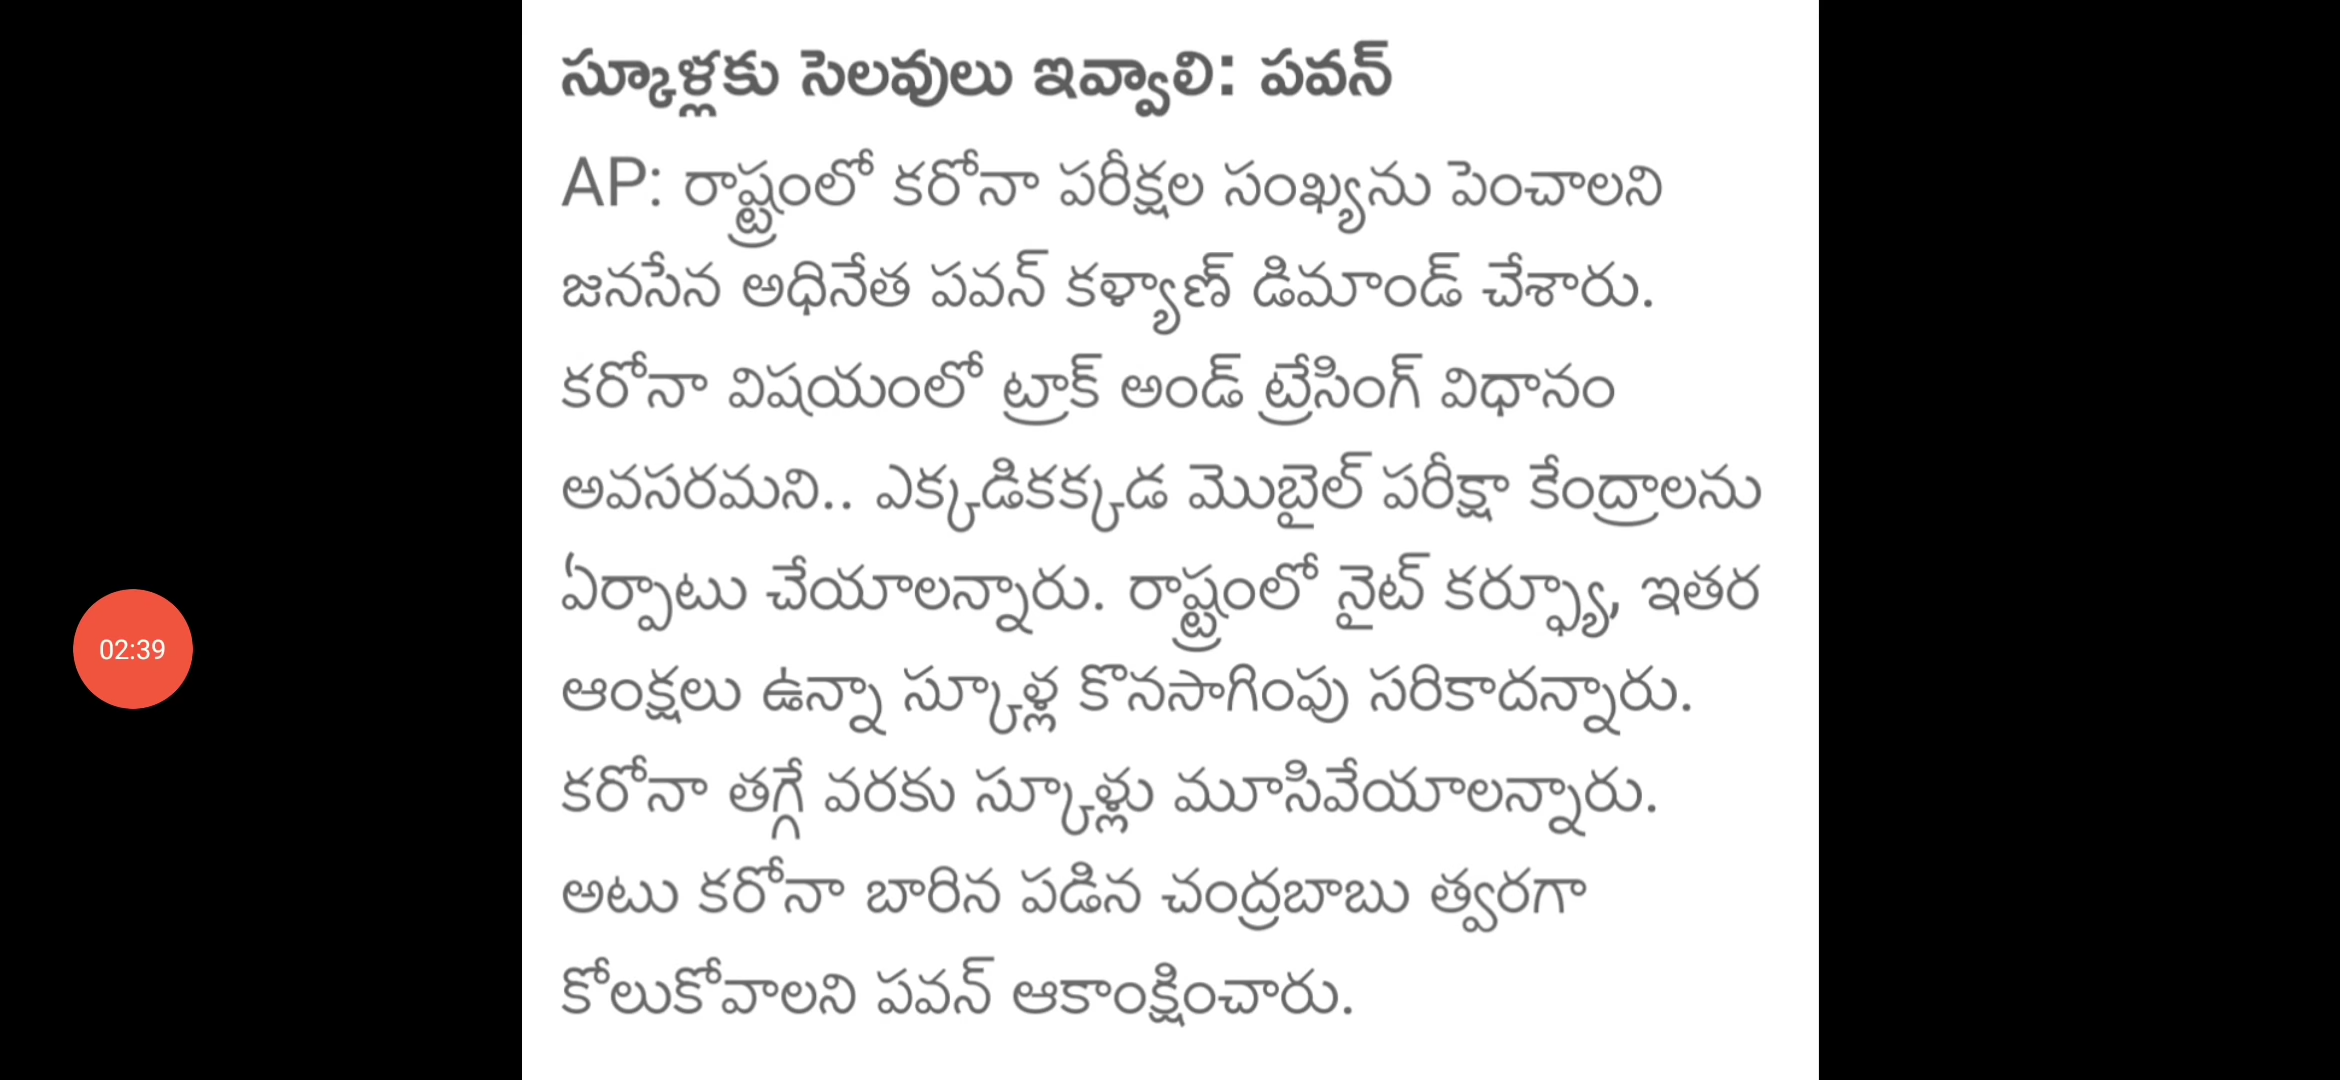 స్కూళ్లకు సెలవులు ఇవ్వాలి: పవన్
AP: రాష్ట్రంలో కరోనా పరీక్షల సంఖ్యను పెంచాలని
జనసేన అధినేత పవన్ కళ్యాణ్ డిమాండ్ చేశారు.
కరోనా విషయంలో ట్రాక్ అండ్ ట్రేసింగ్ విధానం
అవసరమని.. ఎక్కడికక్కడ మొబైల్ పరీక్షా కేంద్రాలను
ఏర్పాటు చేయాలన్నారు. రాష్ట్రంలో నైట్ కర్ఫ్యూ, ఇతర
02:39
ఆంక్షలు ఉన్నా స్కూళ్ల కొనసాగింపు సరికాదన్నారు.
కరోనా తగ్గే వరకు స్కూళ్లు మూసివేయాలన్నారు.
అటు కరోనా బారిన పడిన చంద్రబాబు త్వరగా
కోలుకోవాలని పవన్ ఆకాంక్షించారు.